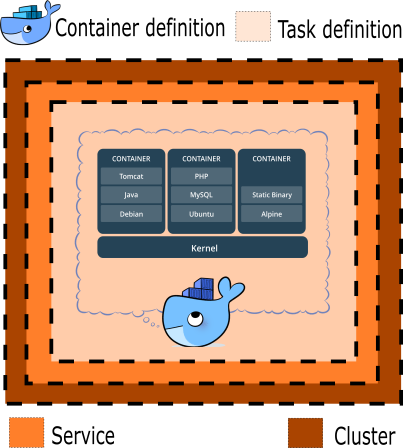 Container definition
Task definition
CONTAINER CONTAINER CONTAINER
Tomcat PHP
Java MySQL Static Binary
Debian Ubuntu Alpine
Kernel
Service
Cluster